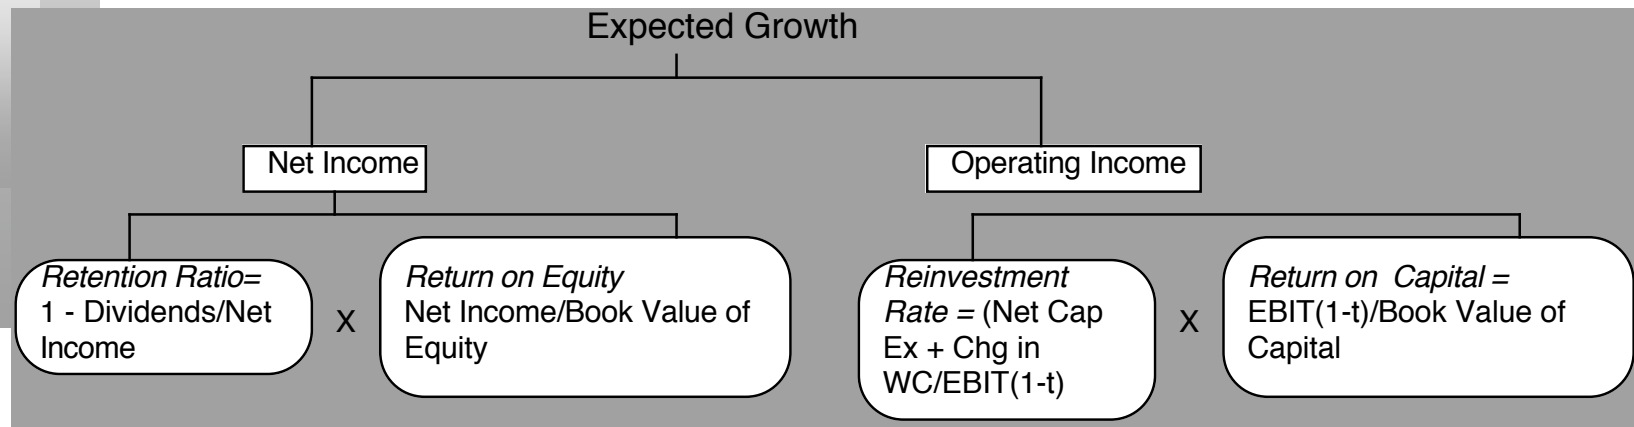 Expected Growth
Net Income
Operating Income
Retention Ratio=
1 - Dividends/Net
Income
X
Return on Equity
Net Income/Book Value of
Equity
Reinvestment
Rate = (Net Cap
Ex + Chg in
WC/EBIT(1-t)
X
Return on Capital =
EBIT(1-t)/Book Value of
Capital